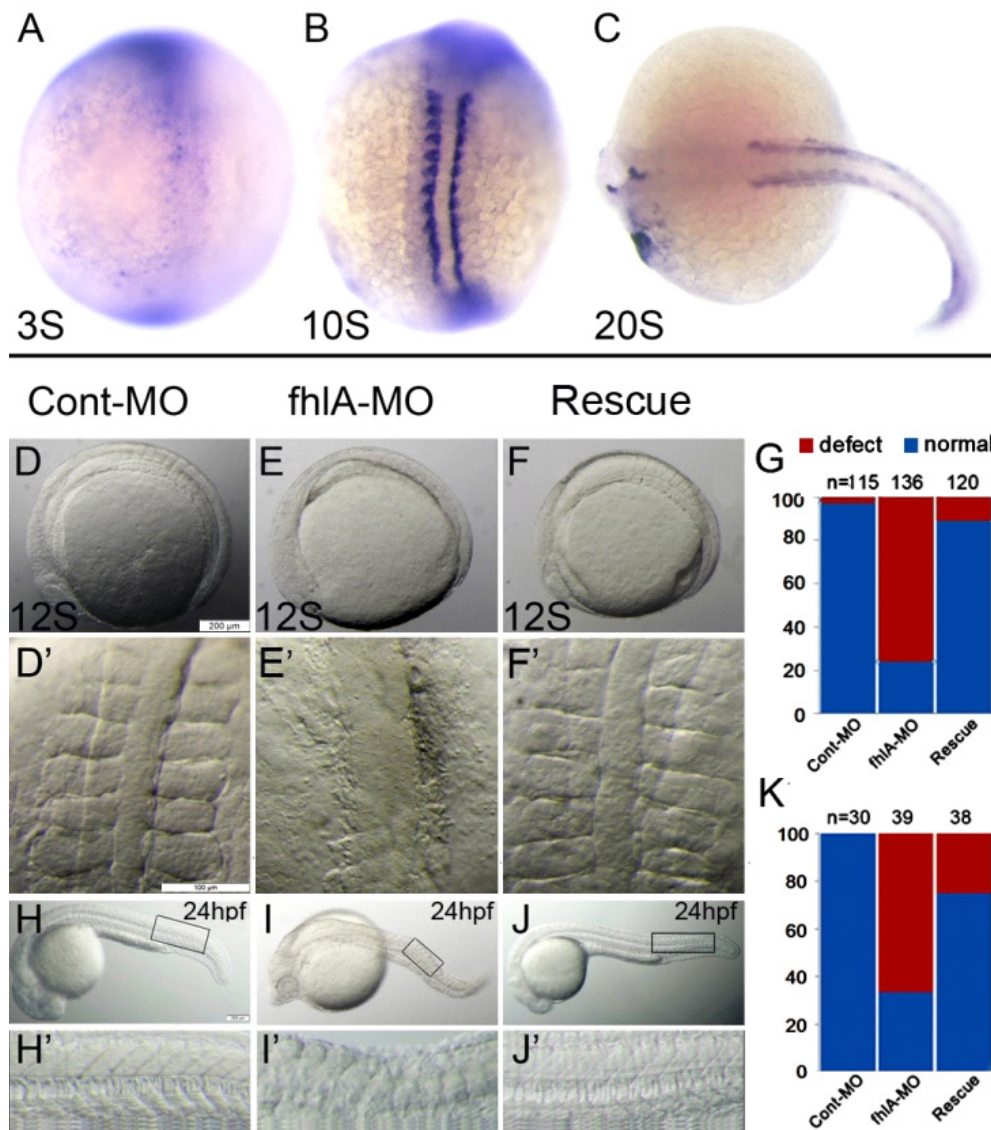 A
B
C
3S
10S
20S
Cont-MO
fhlA-MO
Rescue
D
E
F
12S
200 µm
12S
12S
G
defect
normal
n=115
136
120
100
80
60
40
20
0
Cont-MO
fhlA-MO
Rescue
D'
E'
F'
100 µm
K
n=30
39
38
100
80
60
40
20
0
Cont-MO
fhlA-MO
Rescue
H
24hpf
I
24hpf
J
24hpf
H'
I'
J'